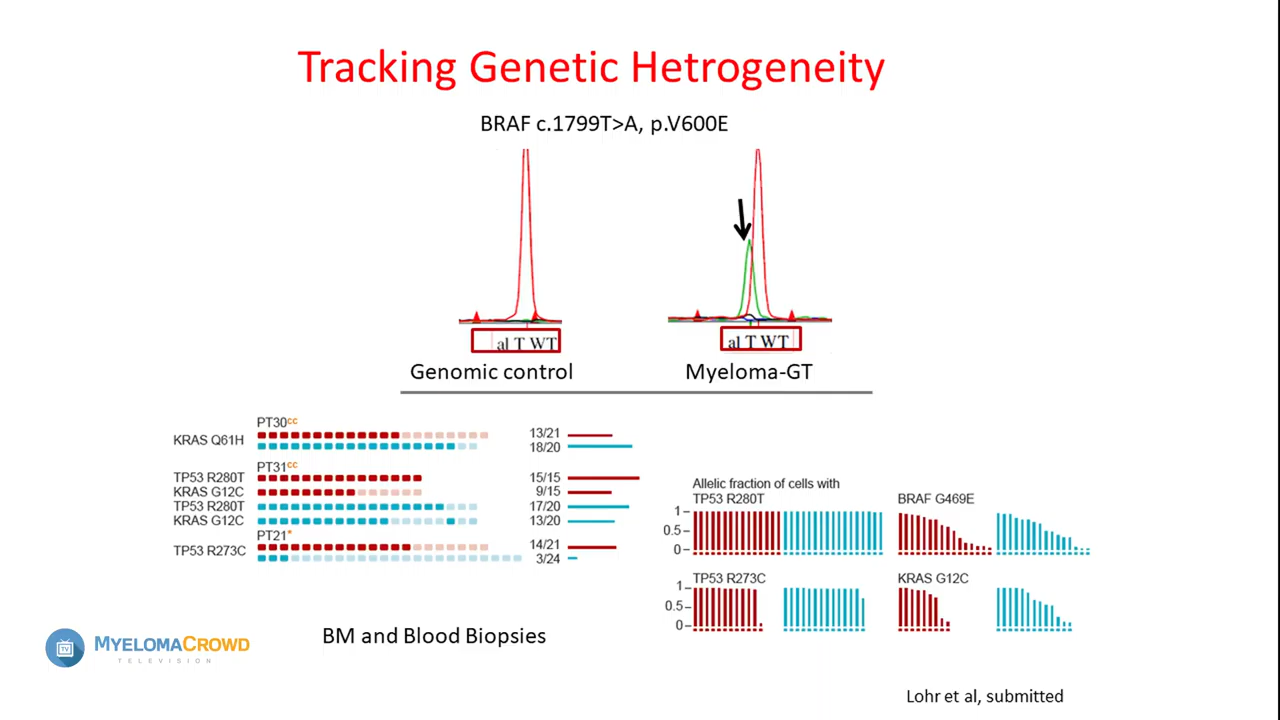 Tracking Genetic Hetrogeneity
BRAF c.1799T>A, p.V600E
al T WT
al T WT
Genomic control
Myeloma-GT
PT30cc
KRAS Q61H
13/21
18/20
PT31cc
TP53 R280T
15/15
KRAS G12C
9/15
TP53 R280T
17/20
KRAS G12C
13/20
PT21*
TP53 R273C
14/21
3/24
Allelic fraction of cells with
TP53 R280T
BRAF G469E
1
0.5
0
TP53 R273C
KRAS G12C
1
0.5
0
BM and Blood Biopsies
TV
MYELOMACROWD
TELEVISION
Lohr et al, submitted